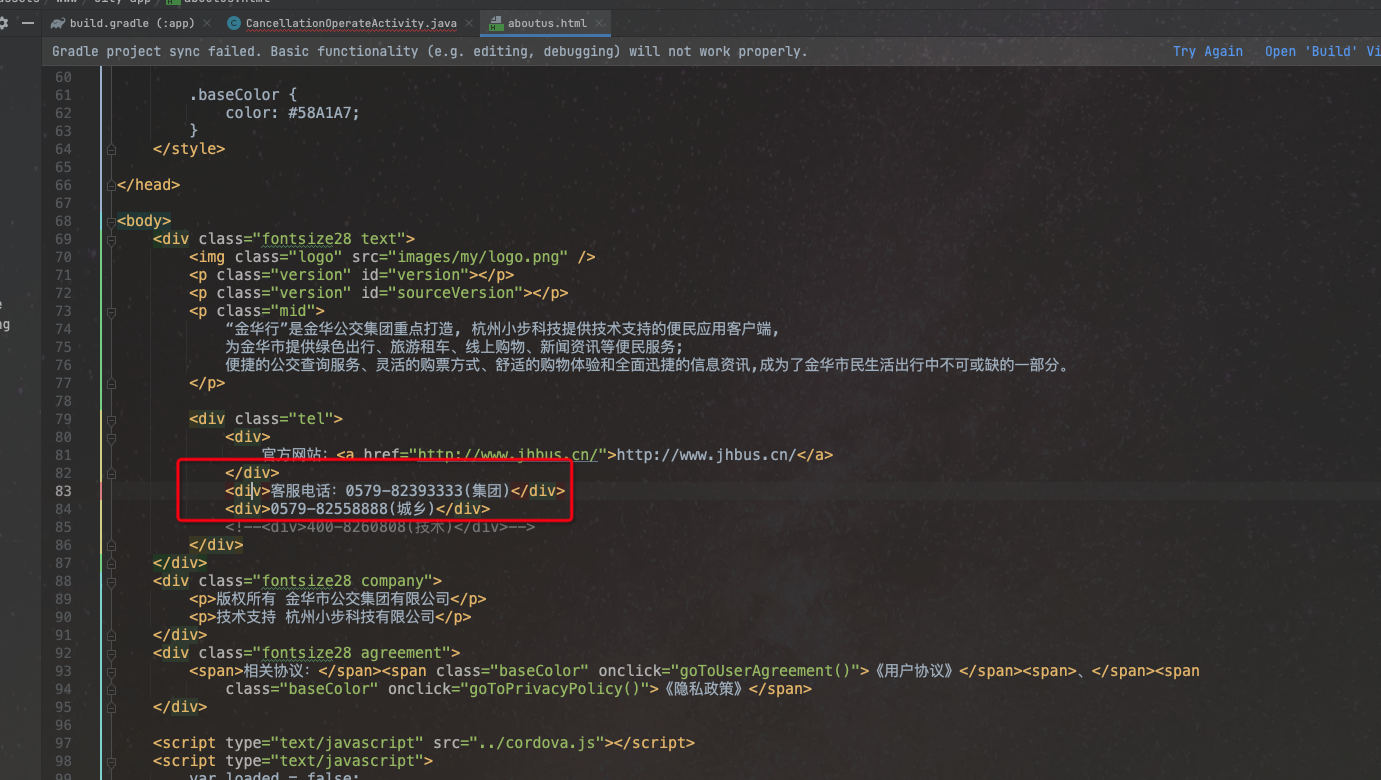 build.gradle (:app) CancellationOperateActivity.java aboutus.html
Gradle project sync failed. Basic functionality (e.g. editing, debugging) will not work properly. Try Again Open 'Build' Vi
60
61 .baseColor {
62 color: #58A1A7;
63 }
64 </style>
65
66 </head>
67
68 <body>
69 <div class="fontsize28 text">
70 <img class="logo" src="images/my/logo.png" />
71 <p class="version" id="version"></p>
72 <p class="version" id="sourceVersion"></p>
73 <p class="mid">
74 “金华行”是金华公交集团重点打造, 杭州小步科技提供技术支持的便民应用客户端,
75 为金华市提供绿色出行、旅游租车、线上购物、新闻资讯等便民服务;
76 便捷的公交查询服务、灵活的购票方式、舒适的购物体验和全面迅捷的信息资讯,成为了金华市民生活出行中不可或缺的一部分。
77 </p>
78
79 <div class="tel">
80 <div>
81 官方网站: <a href="http://www.jhbus.cn/">http://www.jhbus.cn/</a>
82 </div>
83 <div>客服电话: 0579-82393333(集团)</div>
84 <div>0579-82558888(城乡)</div>
85 <!--<div>400-8260808(技术)</div>-->
86 </div>
87 </div>
88 <div class="fontsize28 company">
89 <p>版权所有 金华市公交集团有限公司</p>
90 <p>技术支持 杭州小步科技有限公司</p>
91 </div>
92 <div class="fontsize28 agreement">
93 <span>相关协议: </span><span class="baseColor" onclick="goToUserAgreement()">《用户协议》</span><span>、</span><span
94 class="baseColor" onclick="goToPrivacyPolicy()">《隐私政策》</span>
95 </div>
96
97 <script type="text/javascript" src="../cordova.js"></script>
98 <script type="text/javascript">
99 var loaded = false;